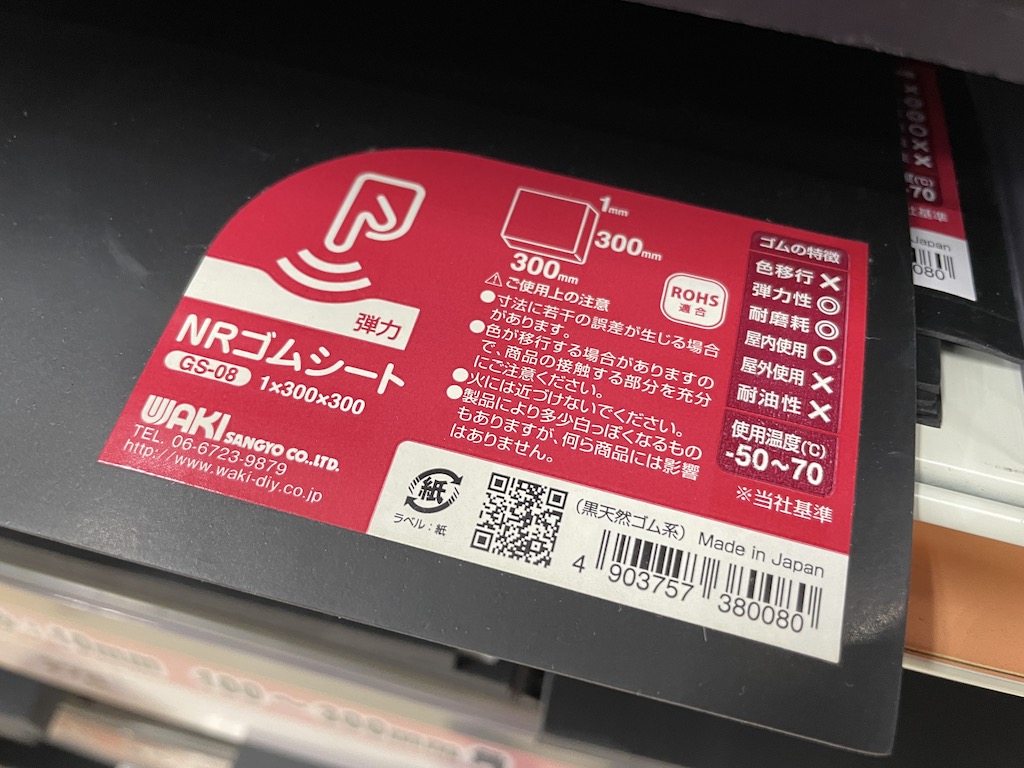 弾力
NRゴムシート
GS-08 1×300×300
WAKI SANGYO CO.,LTD.
TEL. 06-6723-9879
http://www.waki-diy.co.jp
1mm
300mm
300mm
ROHS
適合
⚠ご使用上の注意
●寸法に若干の誤差が生じる場合
があります。
●色が移行する場合がありますの
で、商品の接触する部分を充分
にご注意ください。
●火には近づけないでください。
●製品により多少白っぽくなるもの
もありますが、何ら商品には影響
はありません。
ゴムの特徴
色移行 ×
弾力性 ◎
耐磨耗 ◎
屋内使用 ○
屋外使用 ×
耐油性 ×
使用温度(℃)
-50~70
※当社基準
紙
ラベル:紙
(黒天然ゴム系) Made in Japan
4 903757 380080
度(℃)
70
社基準
Japan
080
100~300mm